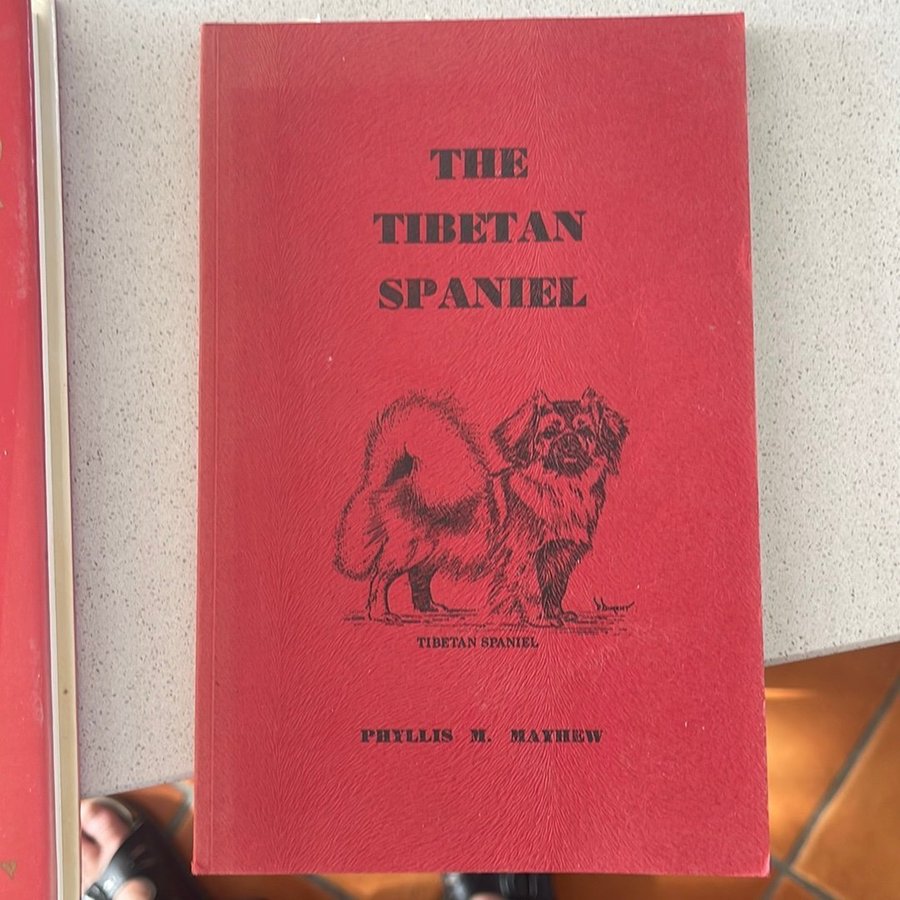 THE
TIBETAN
SPANIEL
TIBETAN SPANIEL
PHYLLIS M. MAYHEW